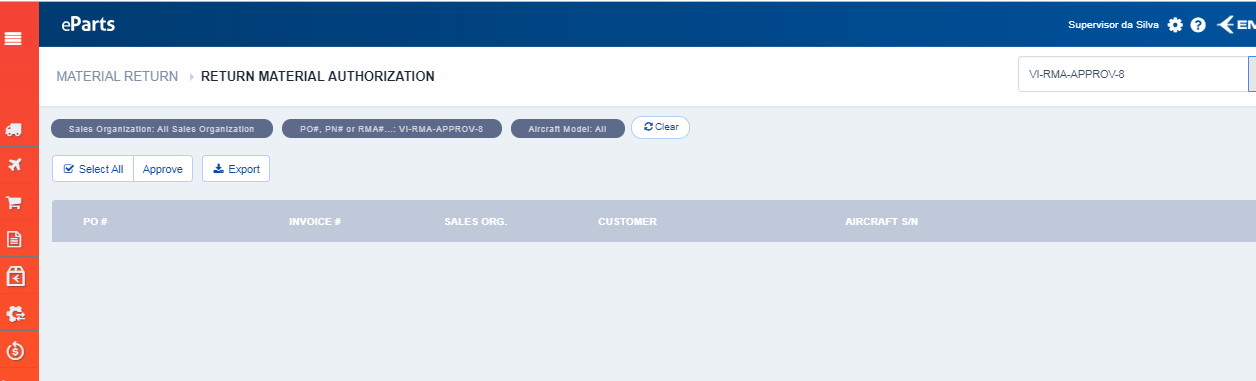 eParts
Supervisor da Silva
EM
MATERIAL RETURN RETURN MATERIAL AUTHORIZATION
VI-RMA-APPROV-8
Sales Organization: All Sales Organization
PO#, PN# or RMA#...: VI-RMA-APPROV-8
Aircraft Model: All
Clear
Select All
Approve
Export
PO # INVOICE # SALES ORG. CUSTOMER AIRCRAFT S/N